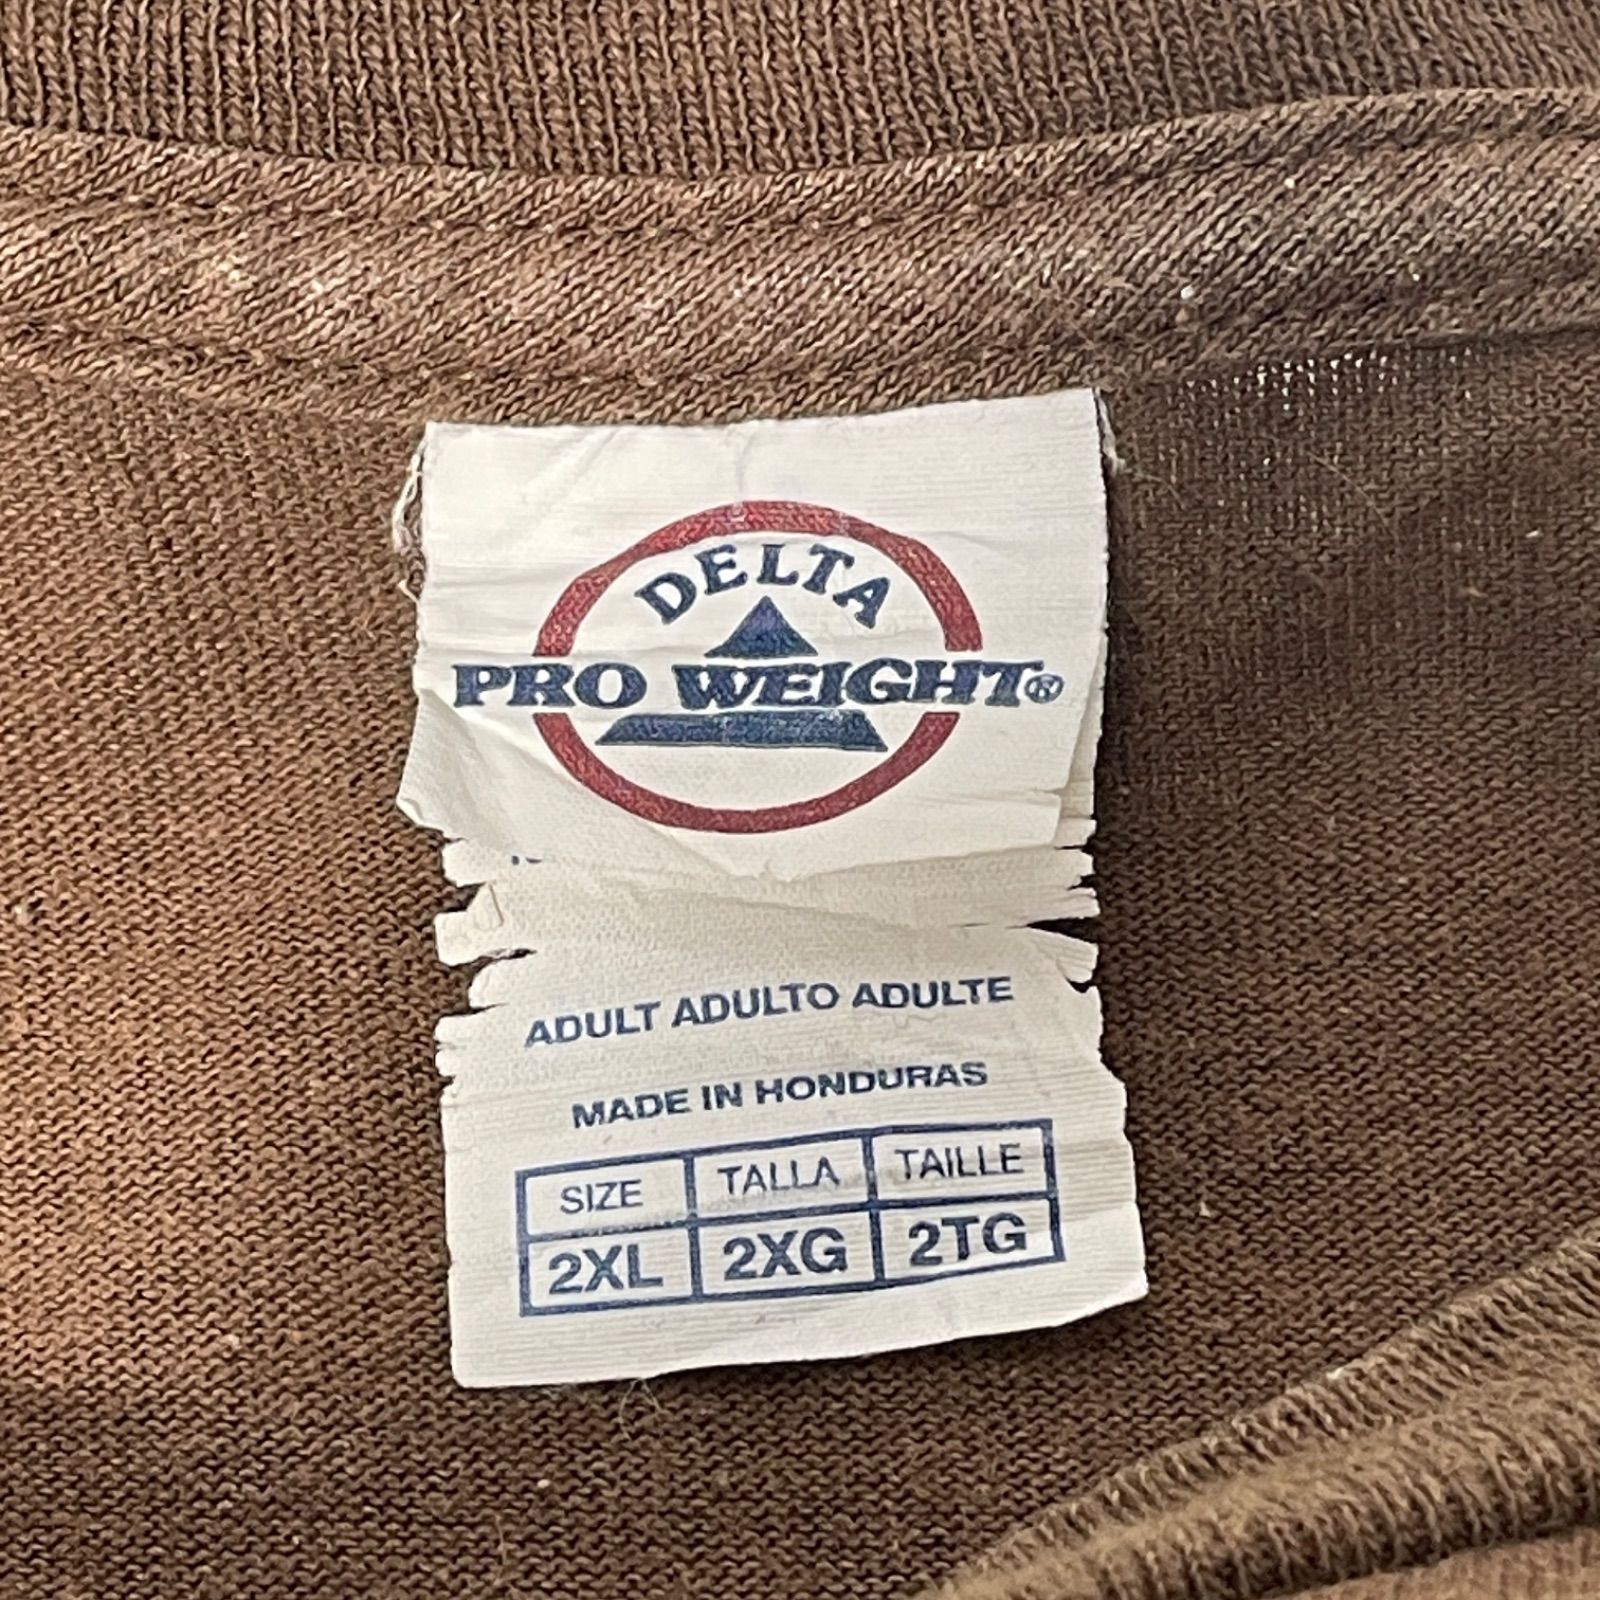 DELTA
PRO WEIGHT®
ADULT ADULTO ADULTE
MADE IN HONDURAS
SIZE TALLA TAILLE
2XL 2XG 2TG